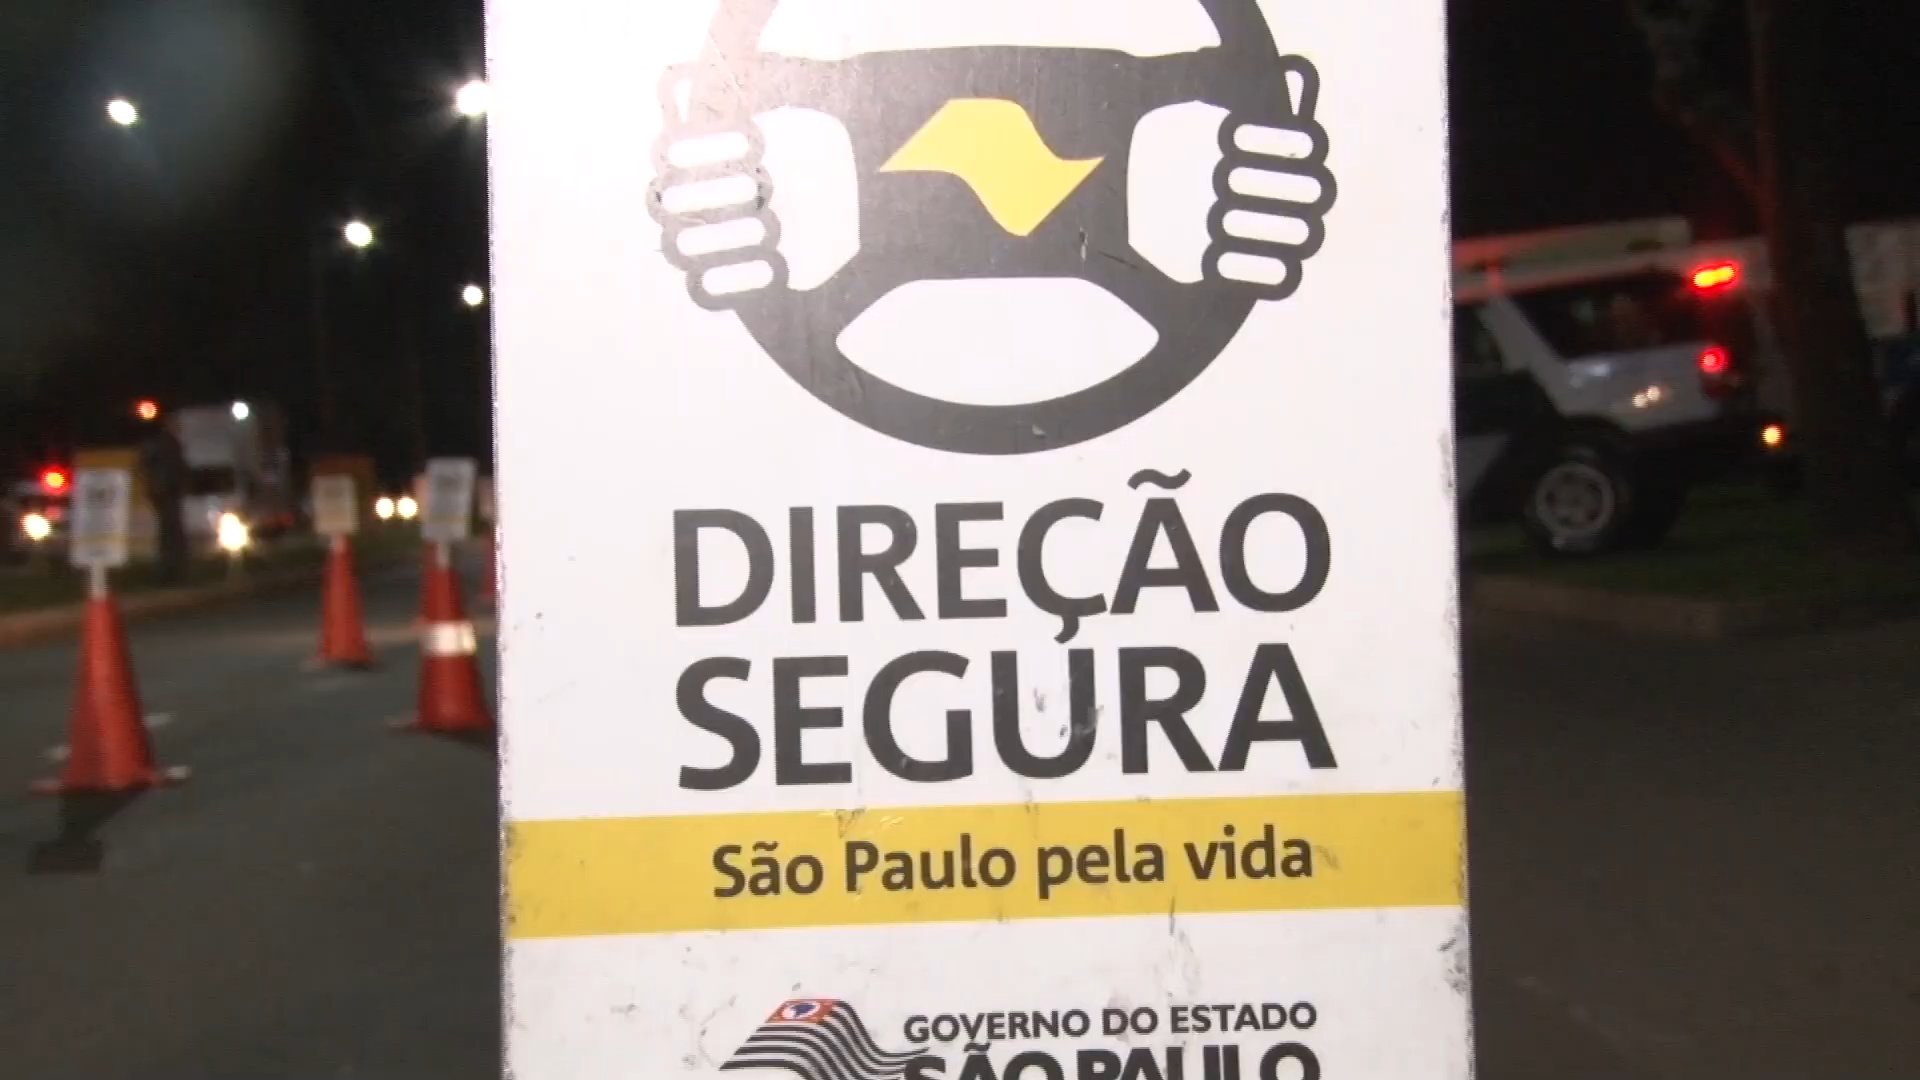 DIREÇÃO
SEGURA
São Paulo pela vida
GOVERNO DO ESTADO
SÃO PAULO